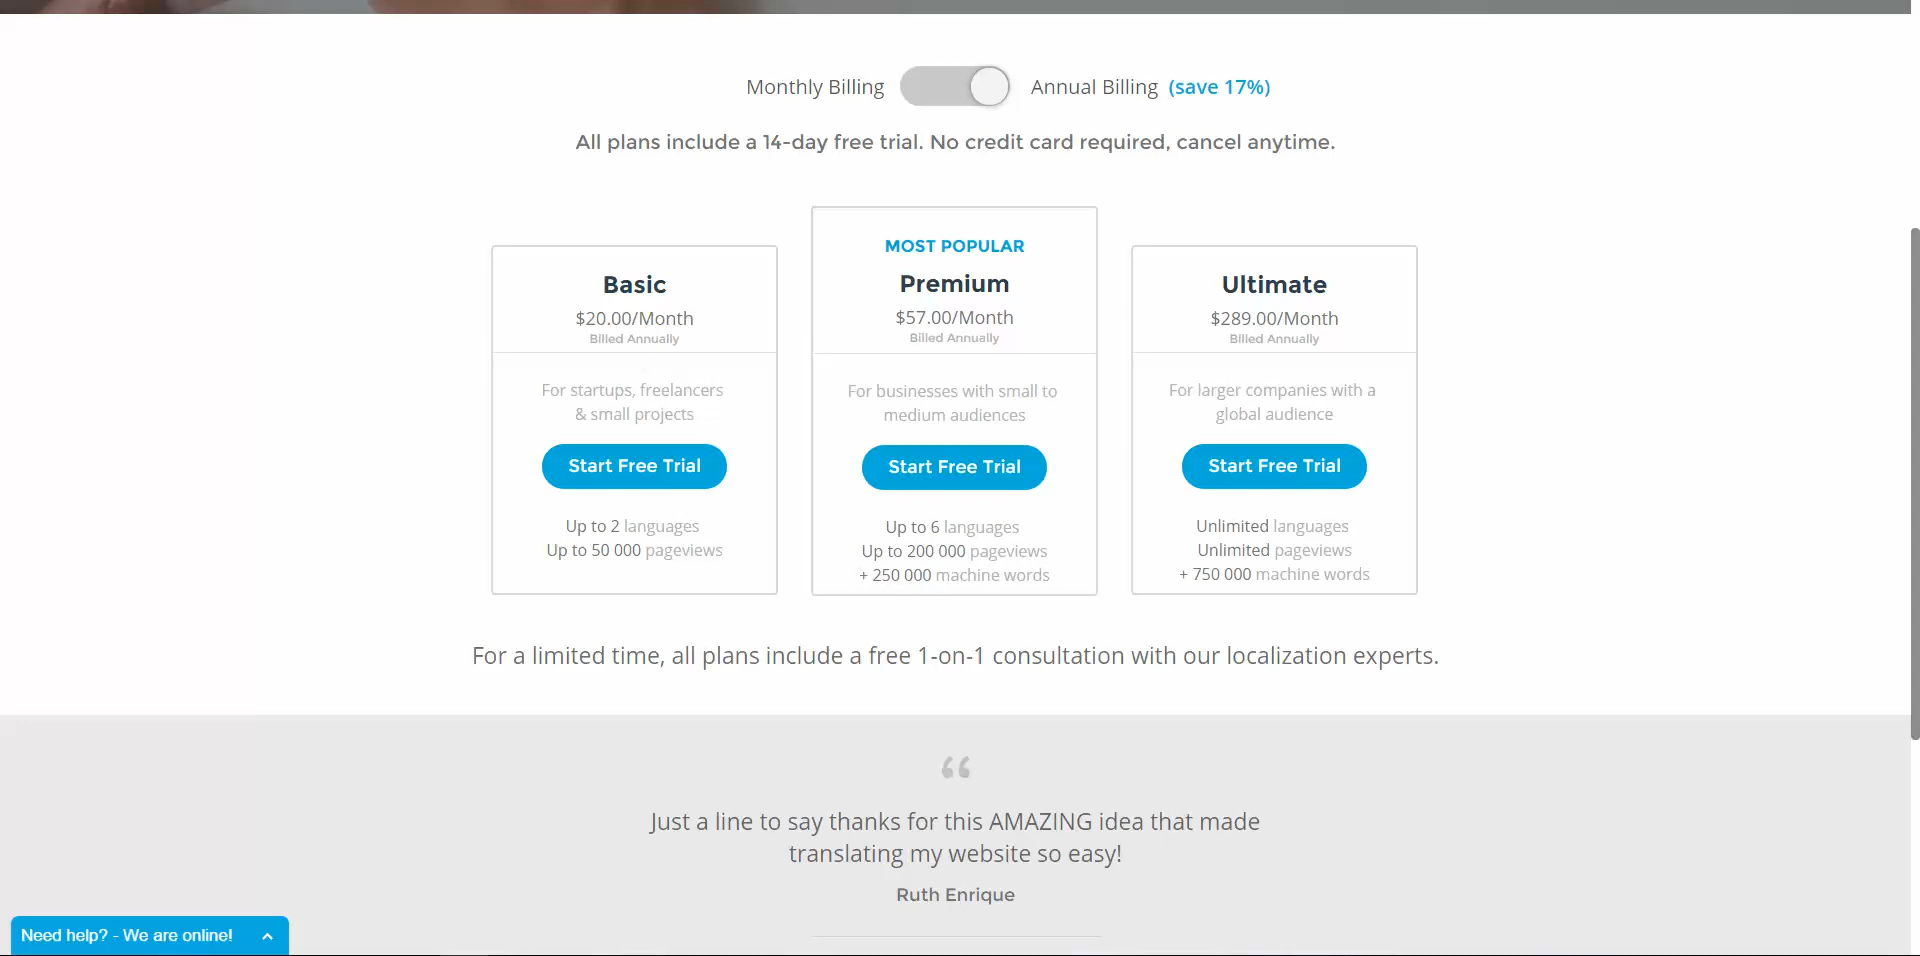 Monthly Billing Annual Billing (save 17%)
All plans include a 14-day free trial. No credit card required, cancel anytime.
Basic
$20.00/Month
Billed Annually
For startups, freelancers
& small projects
Start Free Trial
Up to 2 languages
Up to 50 000 pageviews
MOST POPULAR
Premium
$57.00/Month
Billed Annually
For businesses with small to
medium audiences
Start Free Trial
Up to 6 languages
Up to 200 000 pageviews
+ 250 000 machine words
Ultimate
$289.00/Month
Billed Annually
For larger companies with a
global audience
Start Free Trial
Unlimited languages
Unlimited pageviews
+ 750 000 machine words
For a limited time, all plans include a free 1-on-1 consultation with our localization experts.
“
Just a line to say thanks for this AMAZING idea that made
translating my website so easy!
Ruth Enrique
Need help? - We are online!